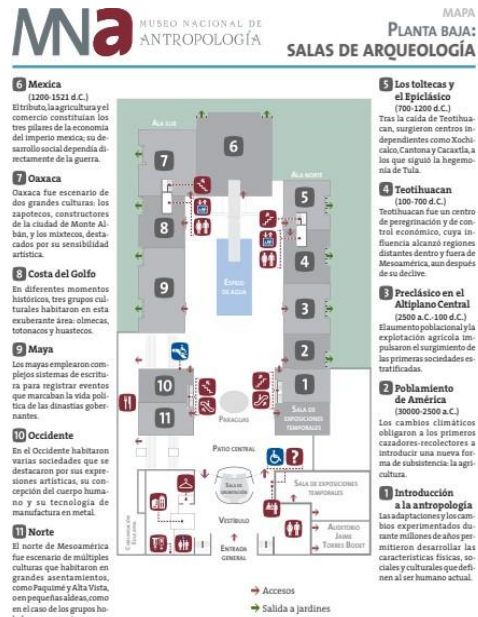 MNa
MUSEO NACIONAL DE
ANTROPOLOGÍA
MAPA
PLANTA BAJA:
SALAS DE ARQUEOLOGÍA
6 Mexica
(1200-1521 d.C.)
El tributo, la agricultura y el
comercio constituían los
tres pilares de la economía
del imperio mexica; su de-
sarrollo social dependía di-
rectamente de la guerra.
7 Oaxaca
Oaxaca fue escenario de
dos grandes culturas: los
zapotecos, constructores
de la ciudad de Monte Al-
bán, y los mixtecos, desta-
cados por su sensibilidad
artística.
8 Costa del Golfo
En diferentes momentos
históricos, tres grupos cul-
turales habitaron en esta
exuberante área: olmecas,
totonacos y huastecos.
9 Maya
Los mayas emplearon com-
plejos sistemas de escritu-
ra para registrar eventos
que marcaban la vida polí-
tica de las dinastías gober-
nantes.
10 Occidente
En el Occidente habitaron
varias sociedades que se
destacaron por sus expre-
siones artísticas, su con-
cepción del cuerpo huma-
no y su tecnología de
manufactura en metal.
11 Norte
El norte de Mesoamérica
fue escenario de múltiples
culturas que habitaron en
grandes asentamientos,
como Paquimé y Alta Vista,
o en pequeñas aldeas, como
en el caso de los grupos ho-
ALA SUR
6
7
ALA NORTE
5
8
4
9
ESPEJO
DE AGUA
3
2
10
1
11
PARAGUAS
SALA DE
EXPOSICIONES
TEMPORALES
PATIO CENTRAL
?
SALA DE
ORIENTACIÓN
SALA DE EXPOSICIONES
TEMPORALES
VESTÍBULO
AUDITORIO
JAIME
TORRES BODET
ENTRADA
GENERAL
Accesos
Salida a jardines
5 Los toltecas y
el Epiclásico
(700-1200 d.C.)
Tras la caída de Teotihua-
can, surgieron centros in-
dependientes como Xochi-
calco, Cantona y Cacaxtla, a
los que siguió la hegemo-
nía de Tula.
4 Teotihuacan
(100-700 d.C.)
Teotihuacan fue un centro
de peregrinación y de con-
trol económico, cuya in-
fluencia alcanzó regiones
distantes dentro y fuera de
Mesoamérica, aun después
de su declive.
3 Preclásico en el
Altiplano Central
(2500 a.C.-100 d.C.)
El aumento poblacional y la
explotación agrícola im-
pulsaron el surgimiento de
las primeras sociedades es-
tratificadas.
2 Poblamiento
de América
(30000-2500 a.C.)
Los cambios climáticos
obligaron a los primeros
cazadores-recolectores a
introducir una nueva for-
ma de subsistencia: la agri-
cultura.
1 Introducción
a la antropología
Las adaptaciones y los cam-
bios experimentados du-
rante millones de años per-
mitieron desarrollar las
características físicas, so-
ciales y culturales que defi-
nen al ser humano actual.